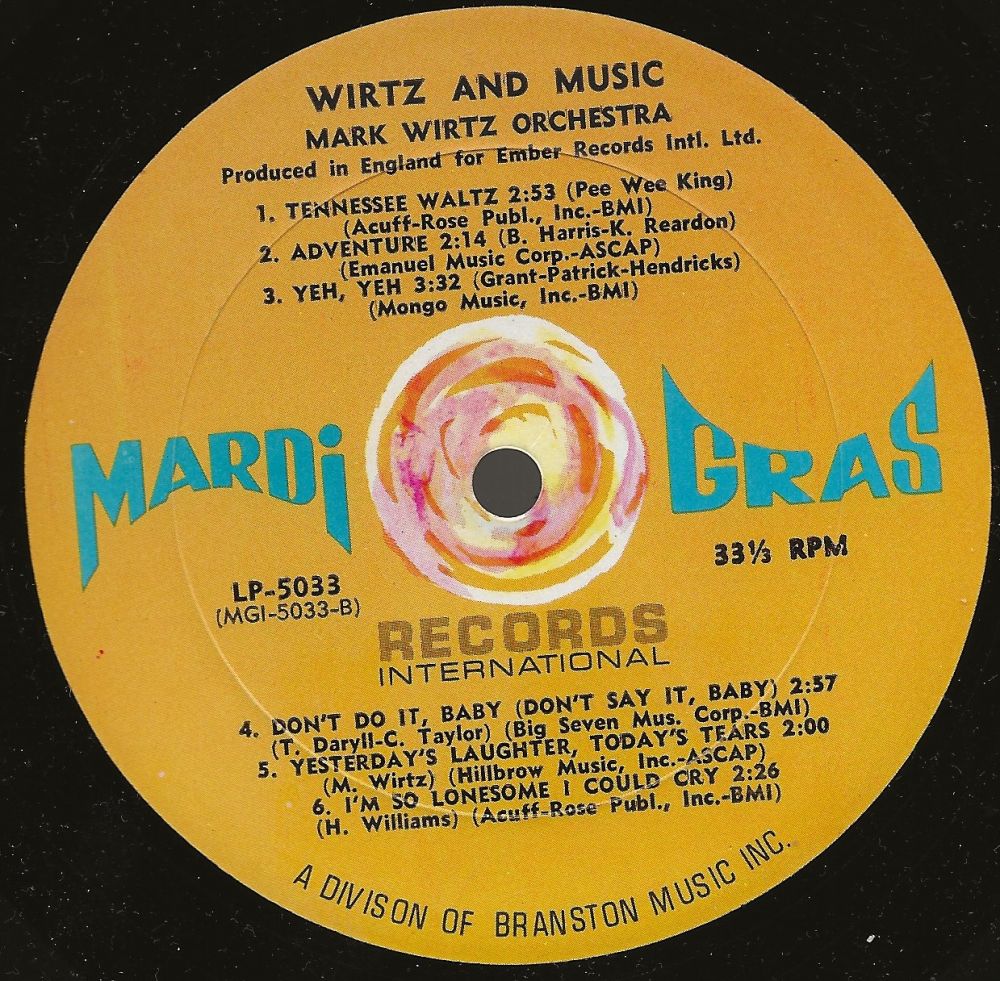 WIRTZ AND MUSIC
MARK WIRTZ ORCHESTRA
Produced in England for Ember Records Intl. Ltd.
1. TENNESSEE WALTZ 2:53 (Pee Wee King)
(Acuff-Rose Publ., Inc.-BMI)
2. ADVENTURE 2:14 (B. Harris-K. Reardon)
(Emanuel Music Corp.-ASCAP)
3. YEH, YEH 3:32 (Grant-Patrick-Hendricks)
(Mongo Music, Inc.-BMI)
MARDi GRAS
33⅓ RPM
LP-5033
(MGI-5033-B)
RECORDS
INTERNATIONAL
4. DON'T DO IT, BABY (DON'T SAY IT, BABY) 2:57
(T. Daryll-C. Taylor) (Big Seven Mus. Corp.-BMI)
5. YESTERDAY'S LAUGHTER, TODAY'S TEARS 2:00
(M. Wirtz) (Hillbrow Music, Inc.-ASCAP)
6. I'M SO LONESOME I COULD CRY 2:26
(H. Williams) (Acuff-Rose Publ., Inc.-BMI)
A DIVISON OF BRANSTON MUSIC INC.